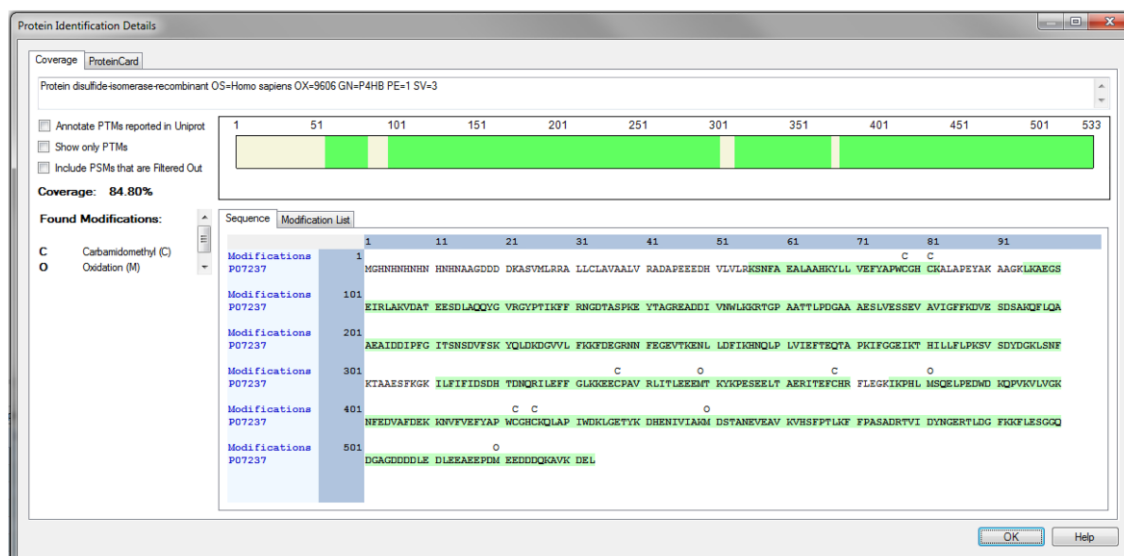 Protein Identification Details
Coverage ProteinCard
Protein disulfide-isomerase-recombinant OS=Homo sapiens OX=9606 GN=P4HB PE=1 SV=3
Annotate PTMs reported in Uniprot
Show only PTMs
Include PSMs that are Filtered Out
Coverage: 84.80%
Found Modifications:
C Carbamidomethyl (C)
O Oxidation (M)
1 51 101 151 201 251 301 351 401 451 501 533
Sequence Modification List
1 11 21 31 41 51 61 71 81 91
Modifications 1 C C
P07237 MGHNHNHNHN HNHNAAGDDD DKASVMLRRA LLCLAVAALV RADAPEEEDH VLVLRKSNFA EALAAHKYLL VEFYAPWCGH CKALAPEYAK AAGKLKAEGS
Modifications 101
P07237 EIRLAKVDAT EESDLAQQYG VRGYPTIKFF RNGDTASPKE YTAGREADDI VNWLKKRTGP AATTLPDGAA AESLVESSEV AVIGFFKDVE SDSAKQFLQA
Modifications 201
P07237 AEAIDDIPFG ITSNSDVFSK YQLDKDGVVL FKKFDEGRNN FEGEVTKENL LDFIKHNQLP LVIEFTEQTA PKIFGGEIKT HILLFLPKSV SDYDGKLSNF
Modifications 301 C O C O
P07237 KTAAESFKGK ILFIFIDSDH TDNQRILEFF GLKKEECPAV RLITLEEEMT KYKPESEELT AERITEFCHR FLEGKIKPHL MSQELPEDWD KQPVKVLVGK
Modifications 401 C C O
P07237 NFEDVAFDEK KNVFVEFYAP WCGHCKQLAP IWDKLGETYK DHENIVIAKM DSTANEVEAV KVHSFPTLKF FPASADRTVI DYNGERTLDG FKKFLESGGQ
Modifications 501 O
P07237 DGAGDDDDLE DLEEAEEPDM EEDDDQKAVK DEL
OK Help